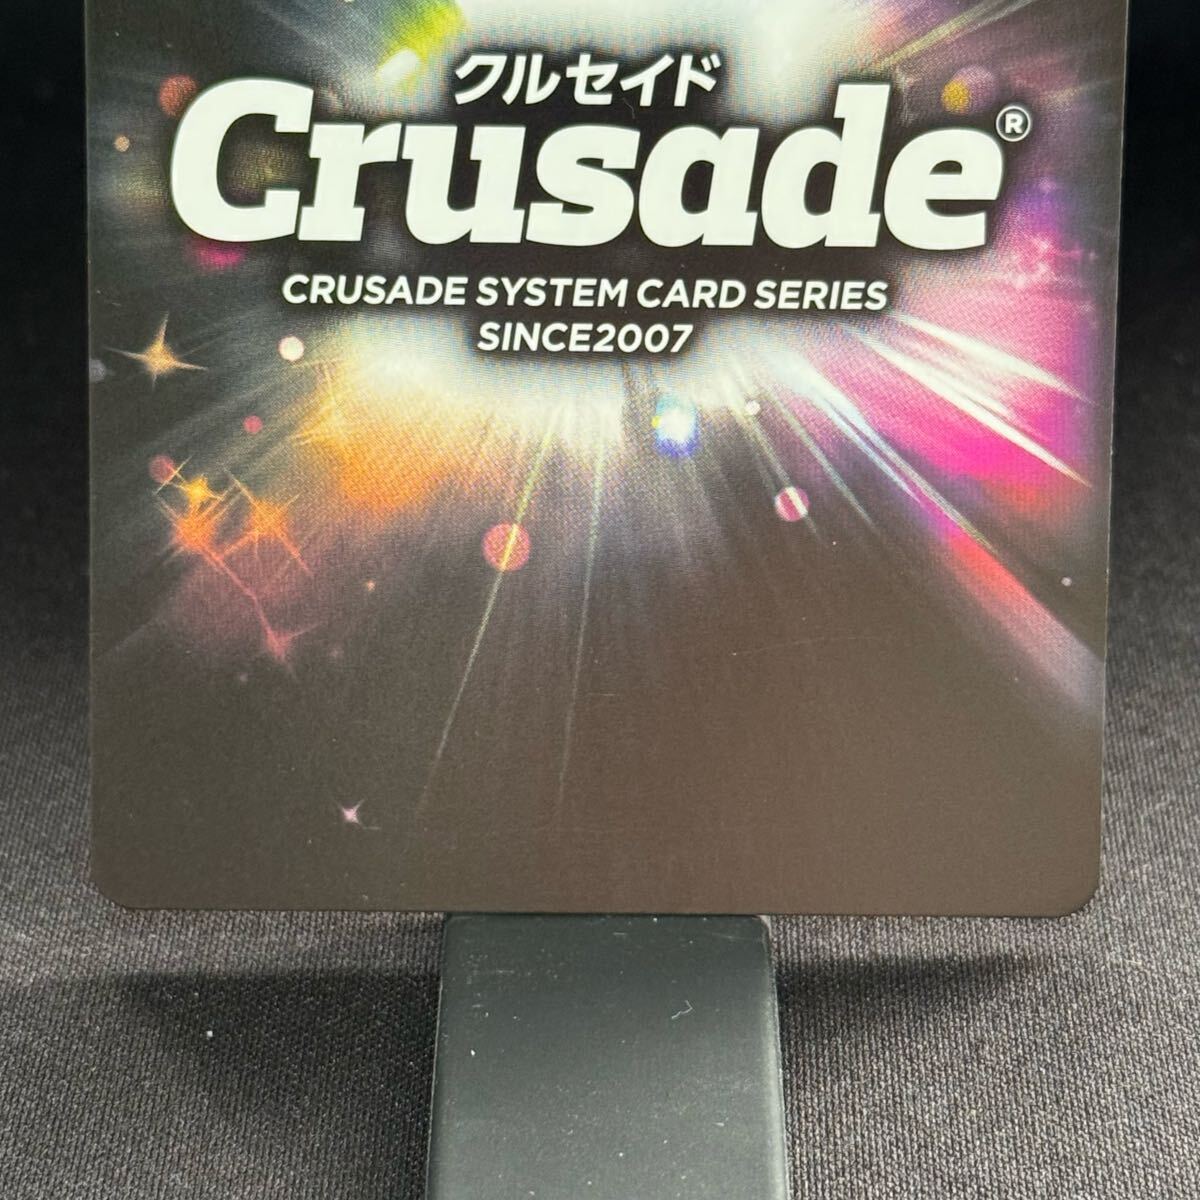 クルセイド
Crusade®
CRUSADE SYSTEM CARD SERIES
SINCE2007